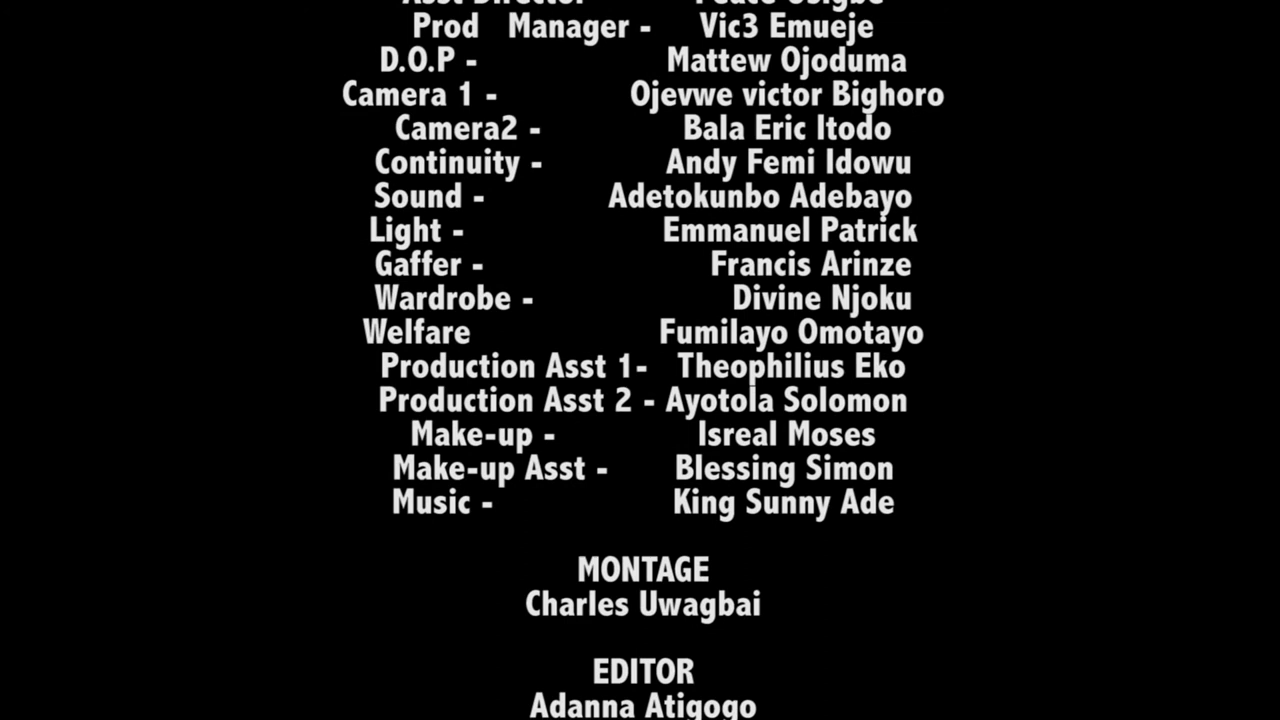 Asst Director
Prod Manager - Vic3 Emueje
D.O.P - Mattew Ojoduma
Camera 1 - Ojevwe victor Bighoro
Camera2 - Bala Eric Itodo
Continuity - Andy Femi Idowu
Sound - Adetokunbo Adebayo
Light - Emmanuel Patrick
Gaffer - Francis Arinze
Wardrobe - Divine Njoku
Welfare Fumilayo Omotayo
Production Asst 1- Theophilius Eko
Production Asst 2 - Ayotola Solomon
Make-up - Isreal Moses
Make-up Asst - Blessing Simon
Music - King Sunny Ade
MONTAGE
Charles Uwagbai
EDITOR
Adanna Atigogo